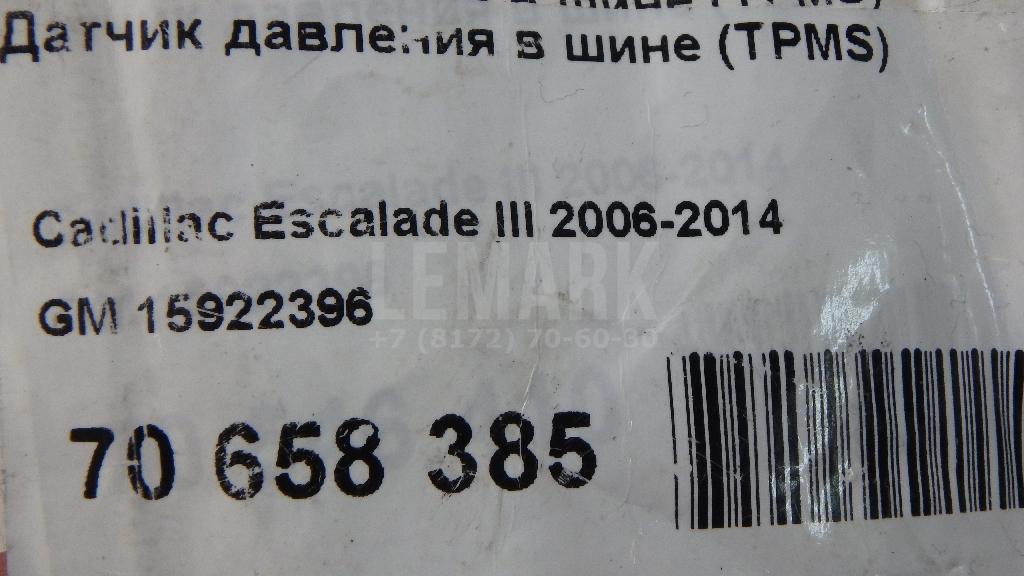 Датчик давления в шине (TPMS)
Cadillac Escalade III 2006-2014
GM 15922396
LEMARK
+7 (8172) 70-60-30
70 658 385